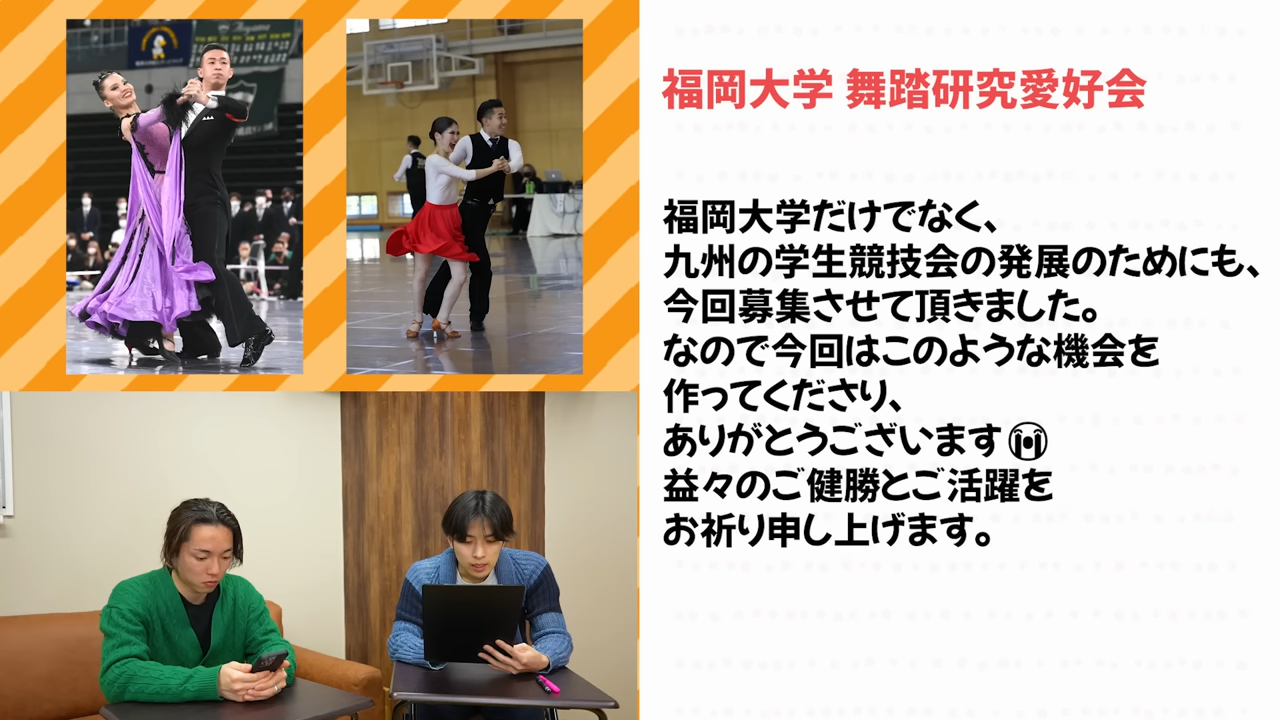 福岡大学 舞踏研究愛好会
福岡大学だけでなく、
九州の学生競技会の発展のためにも、
今回募集させて頂きました。
なので今回はこのような機会を
作ってくださり、
ありがとうございます😭
益々のご健勝とご活躍を
お祈り申し上げます。